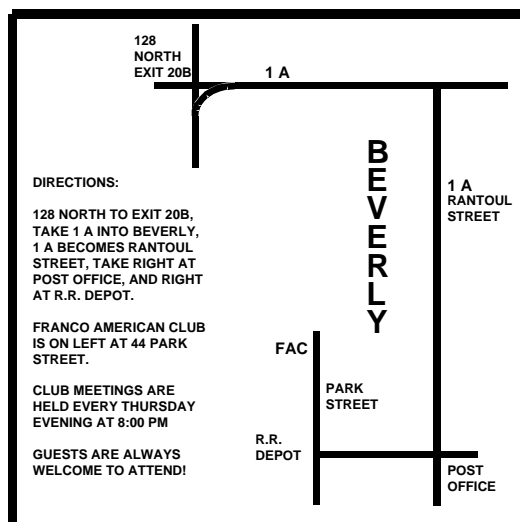 128
NORTH
EXIT 20B
1 A
BEVERLY
1 A
RANTOUL
STREET
DIRECTIONS:
128 NORTH TO EXIT 20B,
TAKE 1 A INTO BEVERLY,
1 A BECOMES RANTOUL
STREET, TAKE RIGHT AT
POST OFFICE, AND RIGHT
AT R.R. DEPOT.
FRANCO AMERICAN CLUB
IS ON LEFT AT 44 PARK
STREET.
CLUB MEETINGS ARE
HELD EVERY THURSDAY
EVENING AT 8:00 PM
GUESTS ARE ALWAYS
WELCOME TO ATTEND!
FAC
PARK
STREET
R.R.
DEPOT
POST
OFFICE